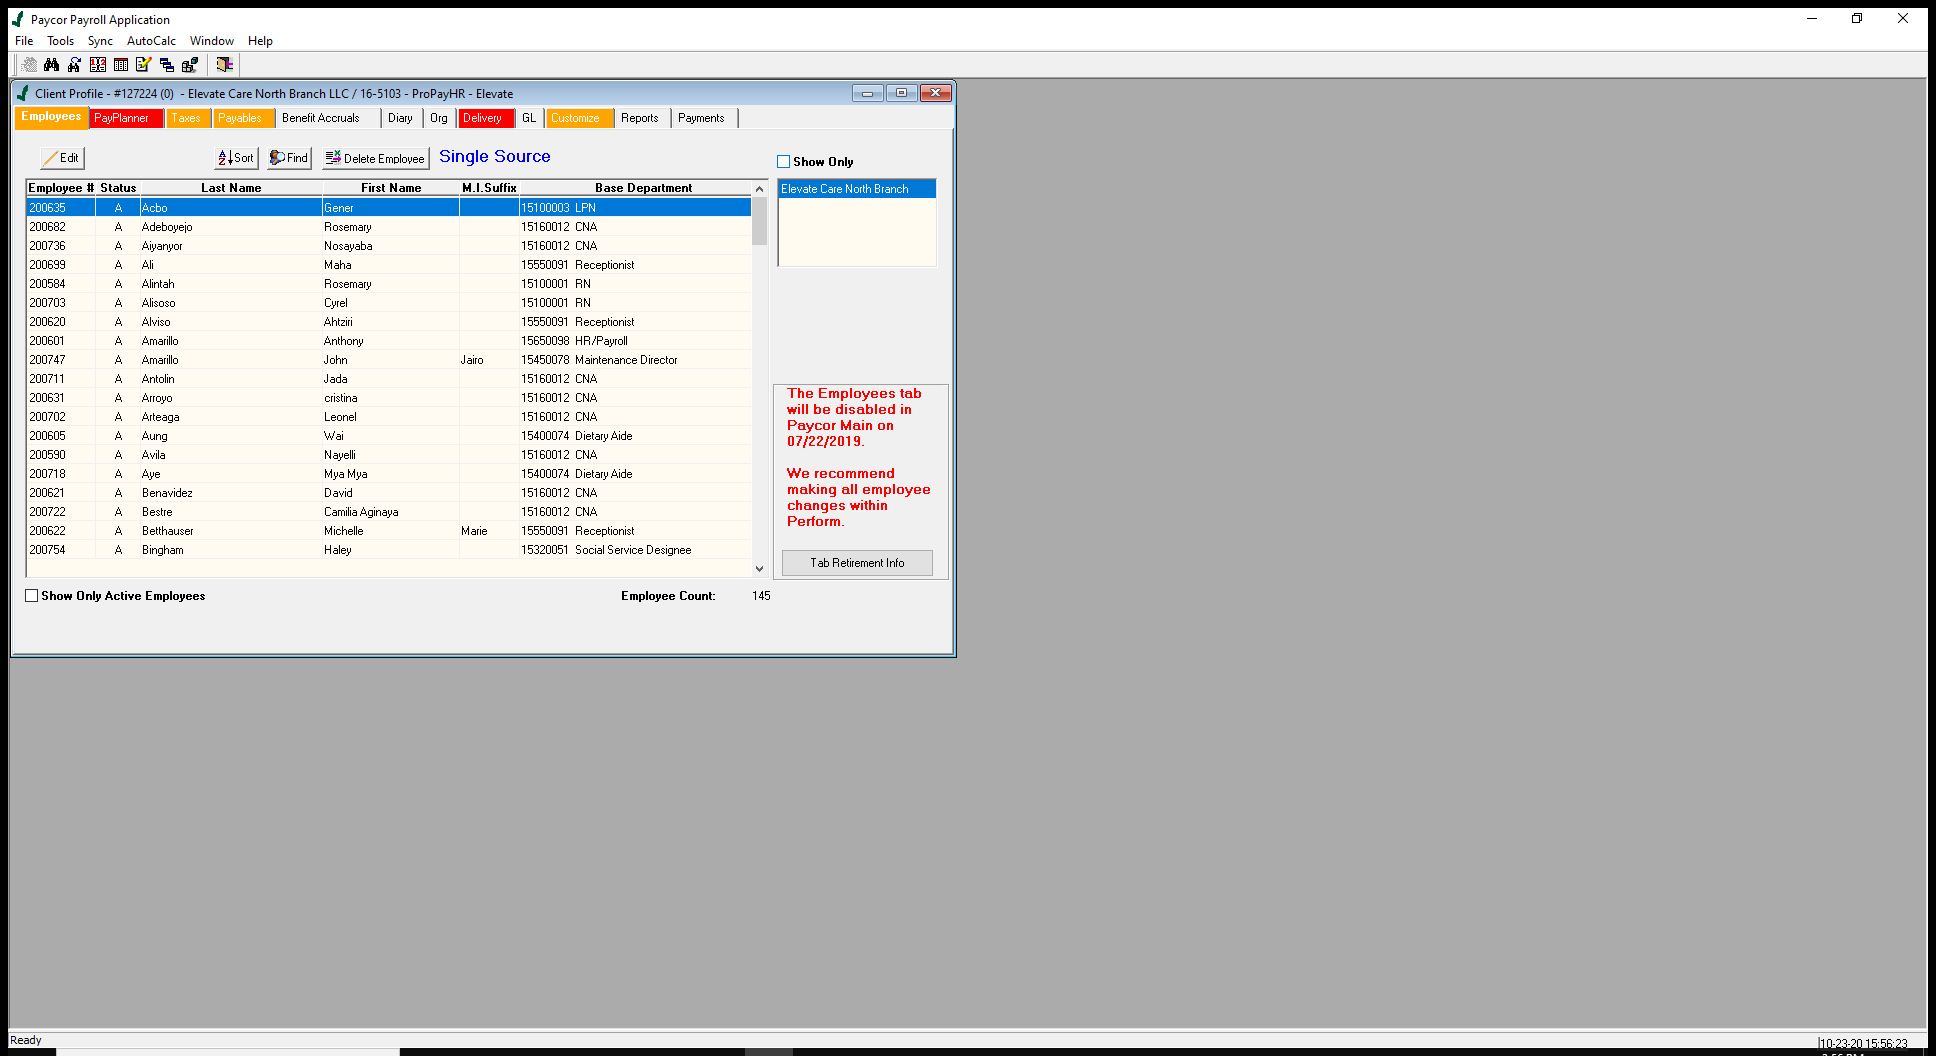 Paycor Payroll Application
File Tools Sync AutoCalc Window Help
Client Profile - #127224 (0) - Elevate Care North Branch LLC / 16-5103 - ProPayHR - Elevate
Employees PayPlanner Taxes Payables Benefit Accruals Diary Org Delivery GL Customize Reports Payments
Edit Sort Find Delete Employee Single Source
Show Only
Elevate Care North Branch
Employee # Status Last Name First Name M.I.Suffix Base Department
200635 A Acbo Gener 15100003 LPN
200682 A Adeboyejo Rosemary 15160012 CNA
200736 A Aiyanyor Nosayaba 15160012 CNA
200699 A Ali Maha 15550091 Receptionist
200584 A Alintah Rosemary 15100001 RN
200703 A Alisoso Cyrel 15100001 RN
200620 A Alviso Ahtziri 15550091 Receptionist
200601 A Amarillo Anthony 15650098 HR/Payroll
200747 A Amarillo John Jairo 15450078 Maintenance Director
200711 A Antolin Jada 15160012 CNA
200631 A Arroyo cristina 15160012 CNA
200702 A Arteaga Leonel 15160012 CNA
200605 A Aung Wai 15400074 Dietary Aide
200590 A Avila Nayelli 15160012 CNA
200718 A Aye Mya Mya 15400074 Dietary Aide
200621 A Benavidez David 15160012 CNA
200722 A Bestre Camilia Aginaya 15160012 CNA
200622 A Betthauser Michelle Marie 15550091 Receptionist
200754 A Bingham Haley 15320051 Social Service Designee
The Employees tab
will be disabled in
Paycor Main on
07/22/2019.
We recommend
making all employee
changes within
Perform.
Tab Retirement Info
Show Only Active Employees Employee Count: 145
Ready
10-23-20 15:56:23